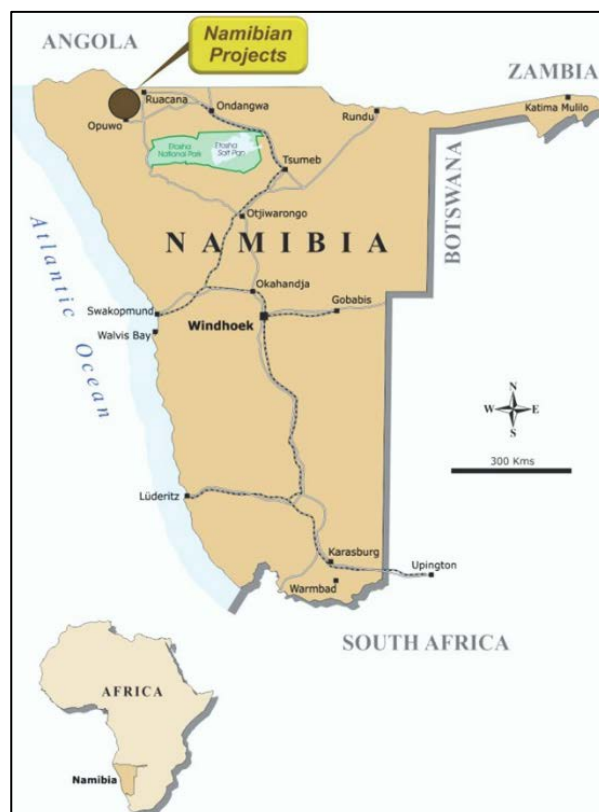 ANGOLA
Namibian
Projects
ZAMBIA
Ruacana
Ondangwa
Rundu
Katima Mulilo
Opuwo
Etosha
National Park
Etosha
Salt Pan
Tsumeb
BOTSWANA
Otjiwarongo
NAMIBIA
Atlantic Ocean
Okahandja
Swakopmund
Gobabis
Walvis Bay
Windhoek
N
W
E
S
300 Kms
Lüderitz
Karasburg
Upington
Warmbad
SOUTH AFRICA
AFRICA
Namibia